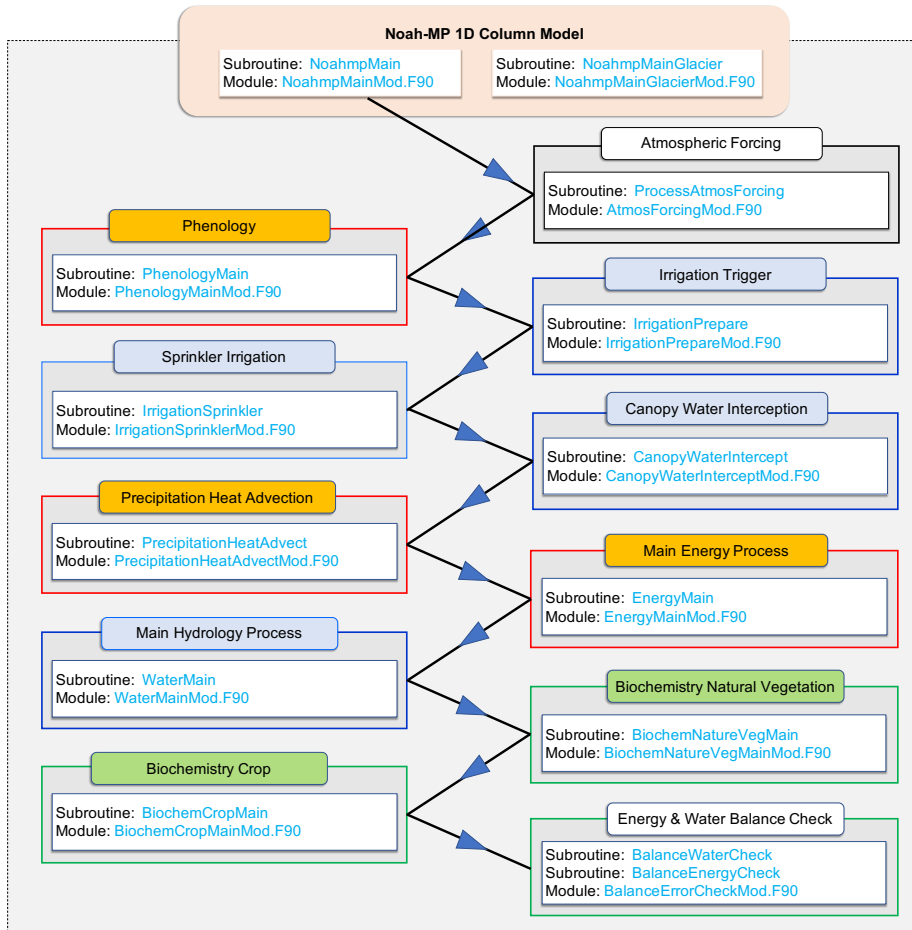 Noah-MP 1D Column Model
Subroutine: NoahmpMain
Module: NoahmpMainMod.F90
Subroutine: NoahmpMainGlacier
Module: NoahmpMainGlacierMod.F90
Atmospheric Forcing
Subroutine: ProcessAtmosForcing
Module: AtmosForcingMod.F90
Phenology
Subroutine: PhenologyMain
Module: PhenologyMainMod.F90
Irrigation Trigger
Subroutine: IrrigationPrepare
Module: IrrigationPrepareMod.F90
Sprinkler Irrigation
Subroutine: IrrigationSprinkler
Module: IrrigationSprinklerMod.F90
Canopy Water Interception
Subroutine: CanopyWaterIntercept
Module: CanopyWaterInterceptMod.F90
Precipitation Heat Advection
Subroutine: PrecipitationHeatAdvect
Module: PrecipitationHeatAdvectMod.F90
Main Energy Process
Subroutine: EnergyMain
Module: EnergyMainMod.F90
Main Hydrology Process
Subroutine: WaterMain
Module: WaterMainMod.F90
Biochemistry Natural Vegetation
Subroutine: BiochemNatureVegMain
Module: BiochemNatureVegMainMod.F90
Biochemistry Crop
Subroutine: BiochemCropMain
Module: BiochemCropMainMod.F90
Energy & Water Balance Check
Subroutine: BalanceWaterCheck
Subroutine: BalanceEnergyCheck
Module: BalanceErrorCheckMod.F90